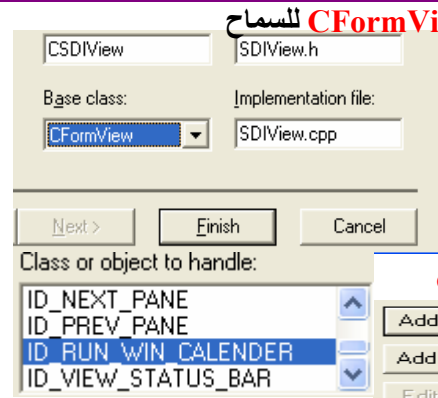 CFormVi للسماح
CSDIView SDIView.h
Base class: Implementation file:
CFormView SDIView.cpp
Next > Finish Cancel
Class or object to handle:
ID_NEXT_PANE
ID_PREV_PANE
ID_RUN_WIN_CALENDER
ID_VIEW_STATUS_BAR
Add
Add
Edit